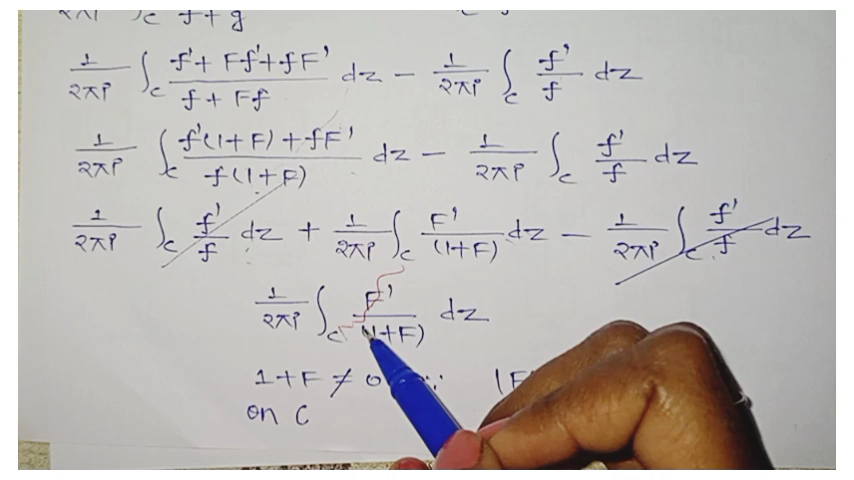 ∫c f+g
1/2πi ∫c (f'+Ff'+fF')/(f+Ff) dz − 1/2πi ∫c f'/f dz
1/2πi ∫c (f'(1+F)+fF')/(f(1+F)) dz − 1/2πi ∫c f'/f dz
1/2πi ∫c f'/f dz + 1/2πi ∫c F'/(1+F) dz − 1/2πi ∫c f'/f dz
1/2πi ∫c F'/(1+F) dz
1+F ≠ 0 ∵ |F
on C